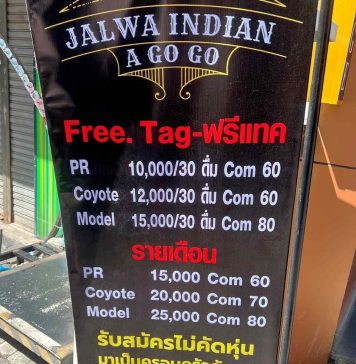 JALWA INDIAN
A GO GO
Free. Tag-ฟรีแทค
PR 10,000/30 ดื่ม Com 60
Coyote 12,000/30 ดื่ม Com 60
Model 15,000/30 ดื่ม Com 80
รายเดือน
PR 15,000 Com 60
Coyote 20,000 Com 70
Model 25,000 Com 80
รับสมัครไม่คัดหุ่น